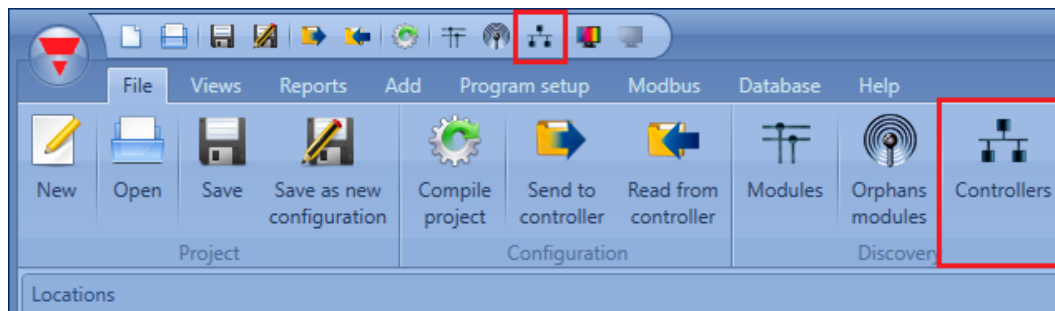 File Views Reports Add Program setup Modbus Database Help
New Open Save Save as new configuration Compile project Send to controller Read from controller Modules Orphans modules Controllers
Project Configuration Discovery
Locations